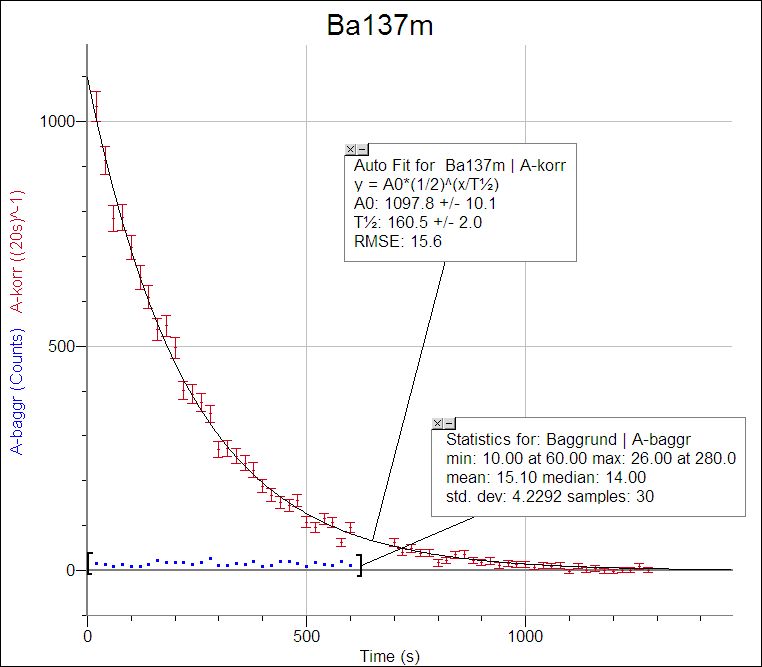 Ba137m
1000
500
0
A-baggr (Counts) A-korr ((20s)^-1)
Auto Fit for Ba137m | A-korr
y = A0*(1/2)^(x/T½)
A0: 1097.8 +/- 10.1
T½: 160.5 +/- 2.0
RMSE: 15.6
Statistics for: Baggrund | A-baggr
min: 10.00 at 60.00 max: 26.00 at 280.0
mean: 15.10 median: 14.00
std. dev: 4.2292 samples: 30
0 500 1000
Time (s)